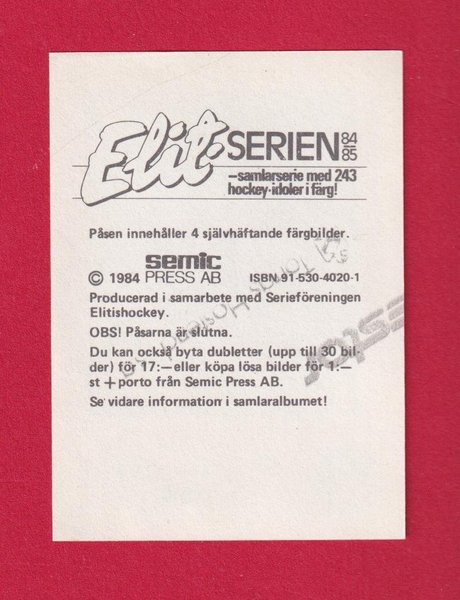 Elit-SERIEN 84-85
–samlarserie med 243
hockey-idoler i färg!
Påsen innehåller 4 självhäftande färgbilder.
semic
© 1984 PRESS AB ISBN 91-530-4020-1
Producerad i samarbete med Serieföreningen
Elitishockey.
OBS! Påsarna är slutna.
Du kan också byta dubletter (upp till 30 bil-
der) för 17:—eller köpa lösa bilder för 1:—
st + porto från Semic Press AB.
Se vidare information i samlaralbumet!